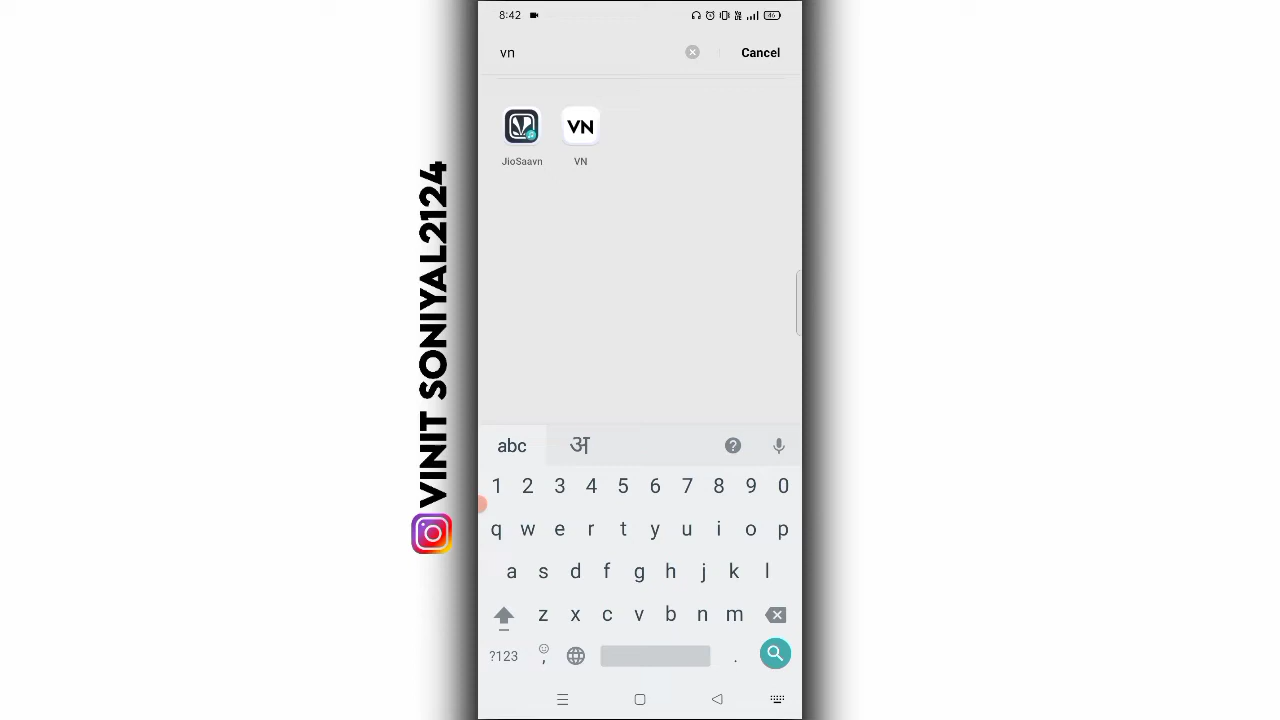 8:42
vn
Cancel
VN
JioSaavn
VN
VINIT SONIYAL2124
abc
अ
1 2 3 4 5 6 7 8 9 0
q w e r t y u i o p
a s d f g h j k l
z x c v b n m
?123
,
.